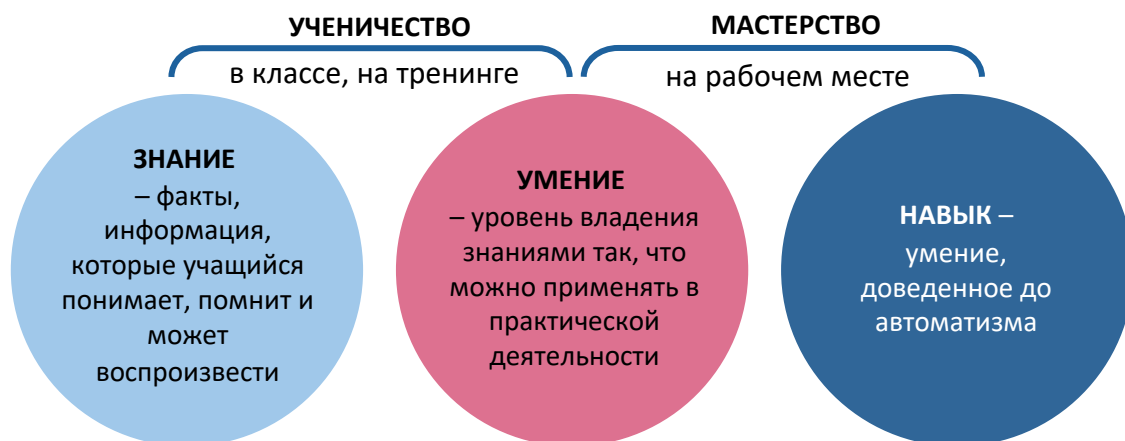 УЧЕНИЧЕСТВО
в классе, на тренинге
МАСТЕРСТВО
на рабочем месте
ЗНАНИЕ
– факты,
информация,
которые учащийся
понимает, помнит и
может
воспроизвести
УМЕНИЕ
– уровень владения
знаниями так, что
можно применять в
практической
деятельности
НАВЫК –
умение,
доведенное до
автоматизма